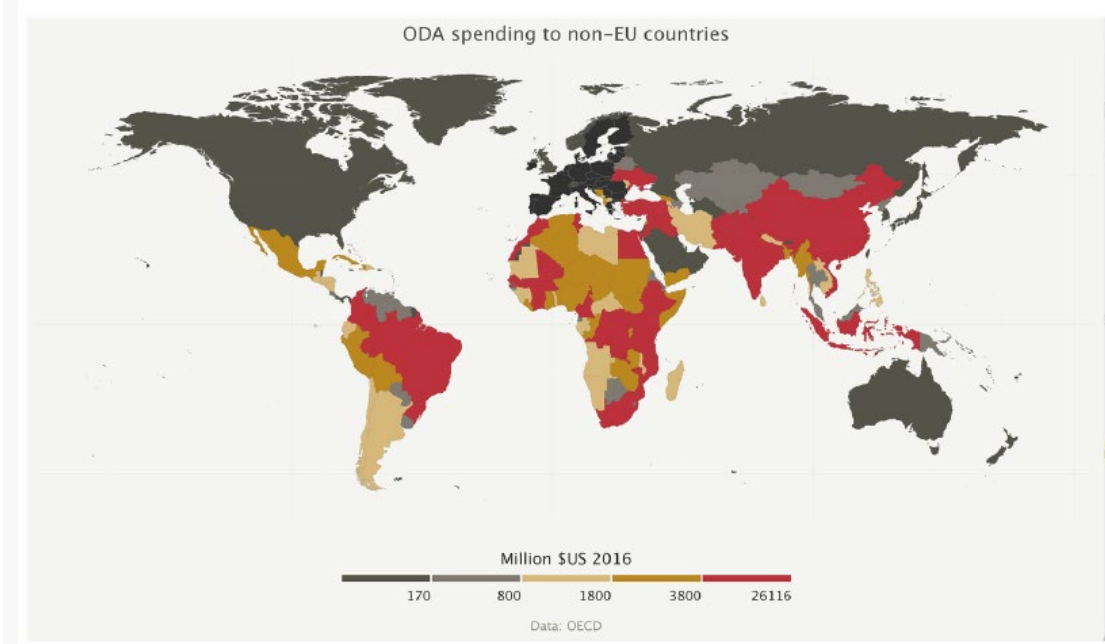 ODA spending to non-EU countries
Million $US 2016
170 800 1800 3800 26116
Data: OECD